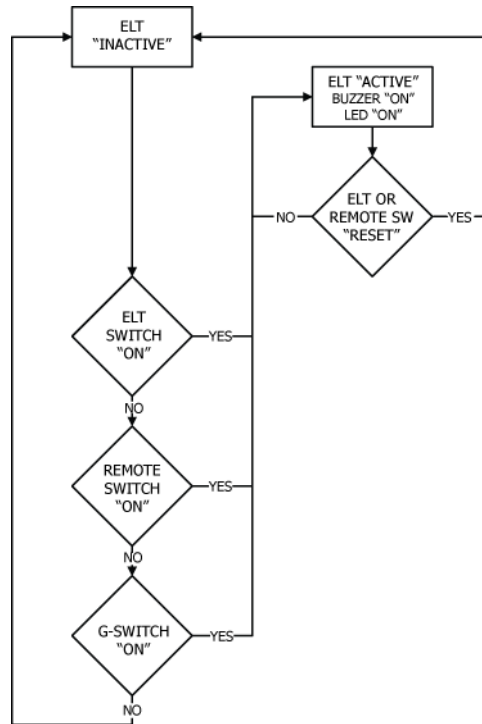 ELT
“INACTIVE”
ELT “ACTIVE”
BUZZER “ON”
LED “ON”
ELT OR
REMOTE SW
“RESET”
NO
YES
ELT
SWITCH
“ON”
YES
NO
REMOTE
SWITCH
“ON”
YES
NO
G-SWITCH
“ON”
YES
NO